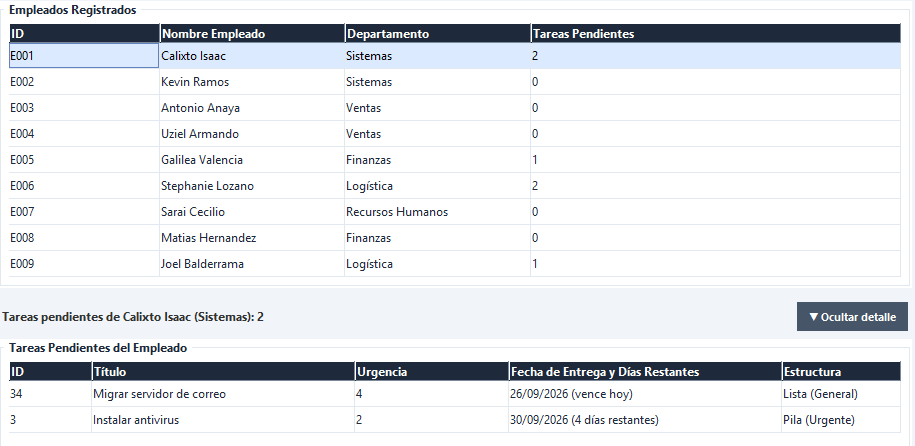 Empleados Registrados
ID Nombre Empleado Departamento Tareas Pendientes
E001 Calixto Isaac Sistemas 2
E002 Kevin Ramos Sistemas 0
E003 Antonio Anaya Ventas 0
E004 Uziel Armando Ventas 0
E005 Galilea Valencia Finanzas 1
E006 Stephanie Lozano Logística 2
E007 Sarai Cecilio Recursos Humanos 0
E008 Matias Hernandez Finanzas 0
E009 Joel Balderrama Logística 1
Tareas pendientes de Calixto Isaac (Sistemas): 2 ▼ Ocultar detalle
Tareas Pendientes del Empleado
ID Título Urgencia Fecha de Entrega y Días Restantes Estructura
34 Migrar servidor de correo 4 26/09/2026 (vence hoy) Lista (General)
3 Instalar antivirus 2 30/09/2026 (4 días restantes) Pila (Urgente)